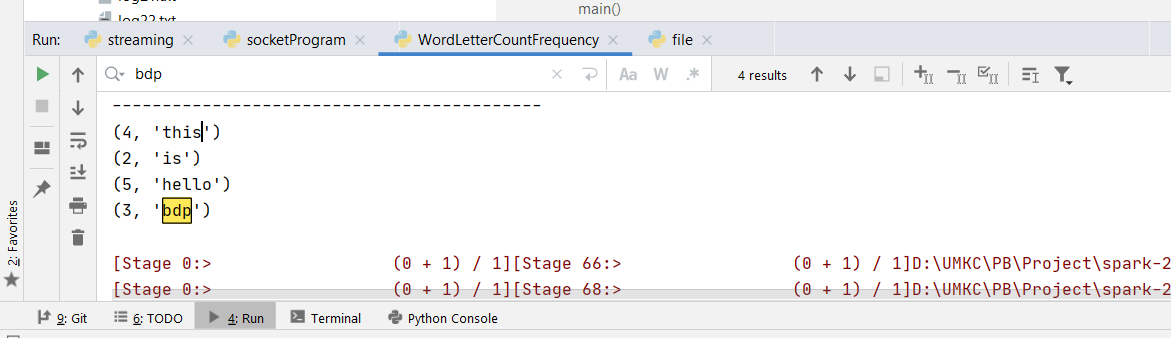 log22.txt
main()
Run: streaming socketProgram WordLetterCountFrequency file
bdp Aa W .* 4 results
-------------------------------------------
(4, 'this')
(2, 'is')
(5, 'hello')
(3, 'bdp')
[Stage 0:> (0 + 1) / 1][Stage 66:> (0 + 1) / 1]D:\UMKC\PB\Project\spark-2
[Stage 0:> (0 + 1) / 1][Stage 68:> (0 + 1) / 1]D:\UMKC\PB\Project\spark-2
2: Favorites
9: Git 6: TODO 4: Run Terminal Python Console